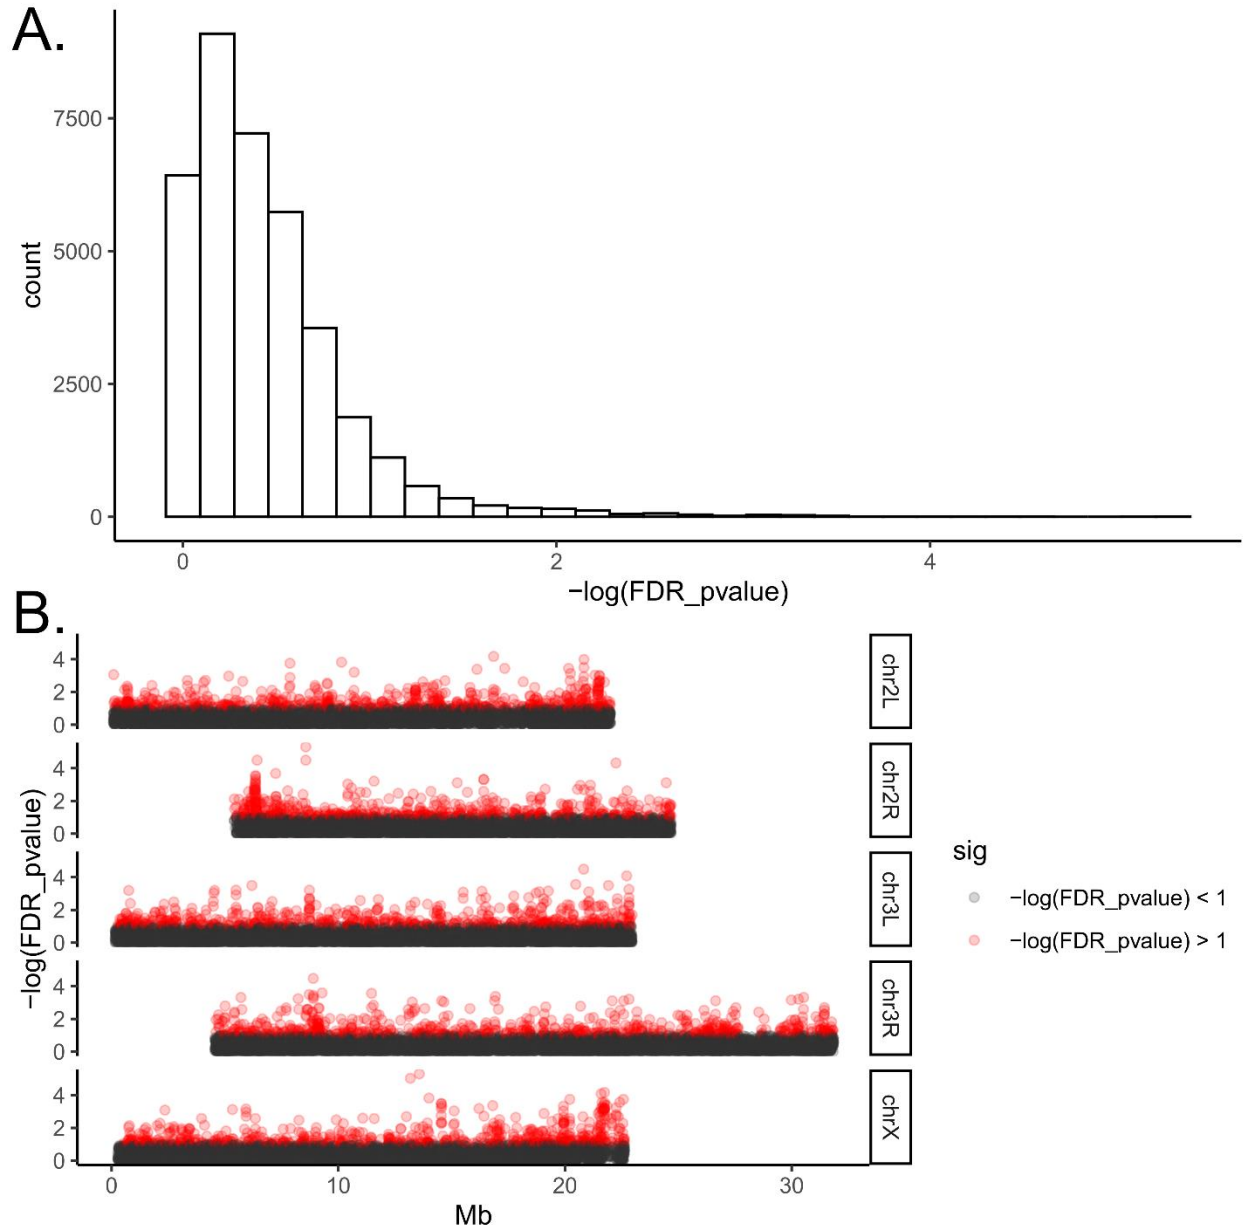 A.
7500
5000
2500
0
count
0 2 4
−log(FDR_pvalue)
B.
4
2
0
chr2L
4
2
0
chr2R
4
2
0
chr3L
4
2
0
chr3R
4
2
0
chrX
−log(FDR_pvalue)
0 10 20 30
Mb
sig
−log(FDR_pvalue) < 1
−log(FDR_pvalue) > 1